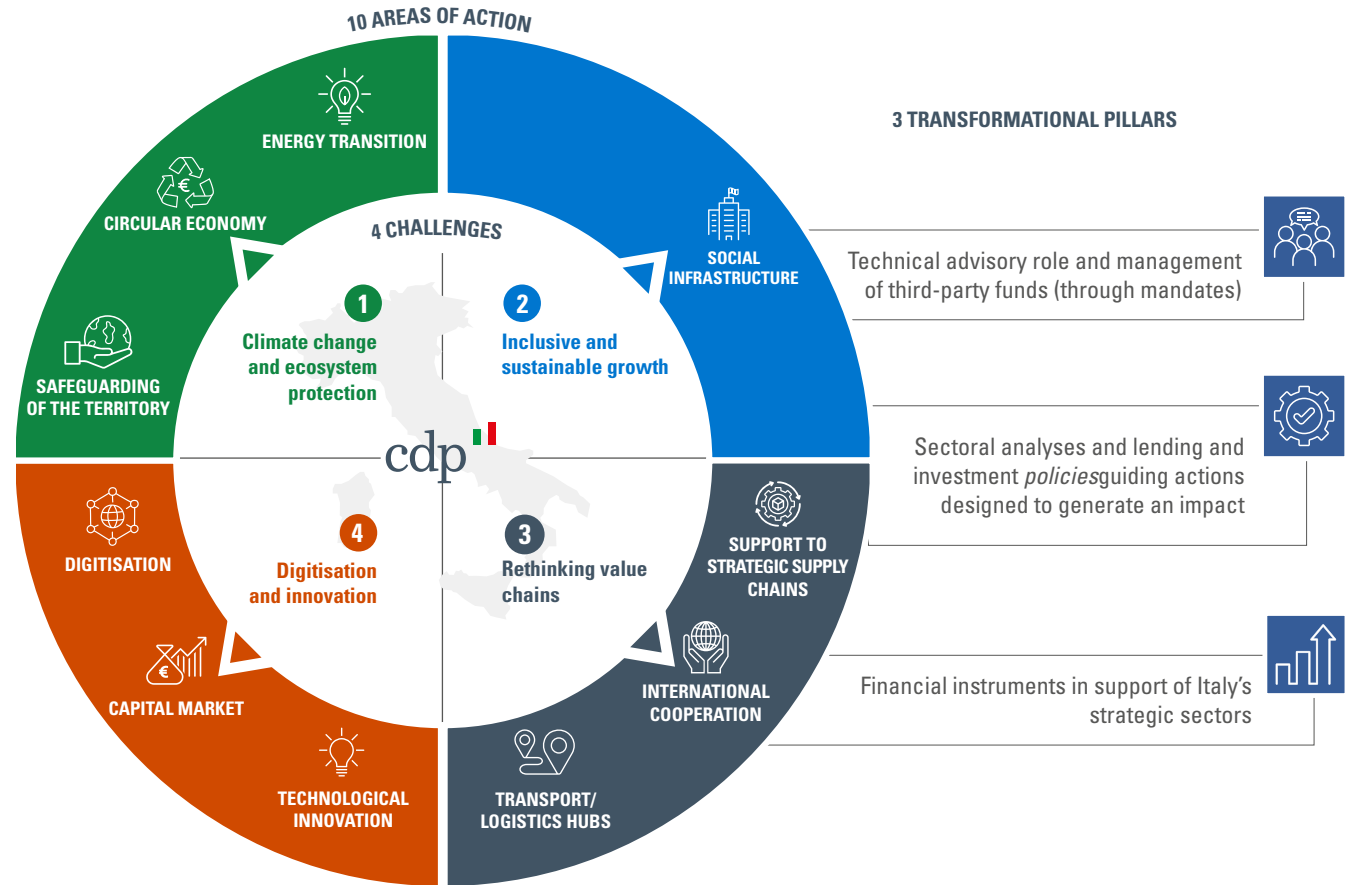 10 AREAS OF ACTION
ENERGY TRANSITION
€
CIRCULAR ECONOMY
SAFEGUARDING
OF THE TERRITORY
SOCIAL
INFRASTRUCTURE
4 CHALLENGES
1
Climate change
and ecosystem
protection
2
Inclusive and
sustainable growth
cdp
4
Digitisation
and innovation
3
Rethinking value
chains
DIGITISATION
€
CAPITAL MARKET
TECHNOLOGICAL
INNOVATION
SUPPORT TO
STRATEGIC SUPPLY
CHAINS
INTERNATIONAL
COOPERATION
TRANSPORT/
LOGISTICS HUBS
3 TRANSFORMATIONAL PILLARS
Technical advisory role and management
of third-party funds (through mandates)
Sectoral analyses and lending and
investment policiesguiding actions
designed to generate an impact
Financial instruments in support of Italy's
strategic sectors